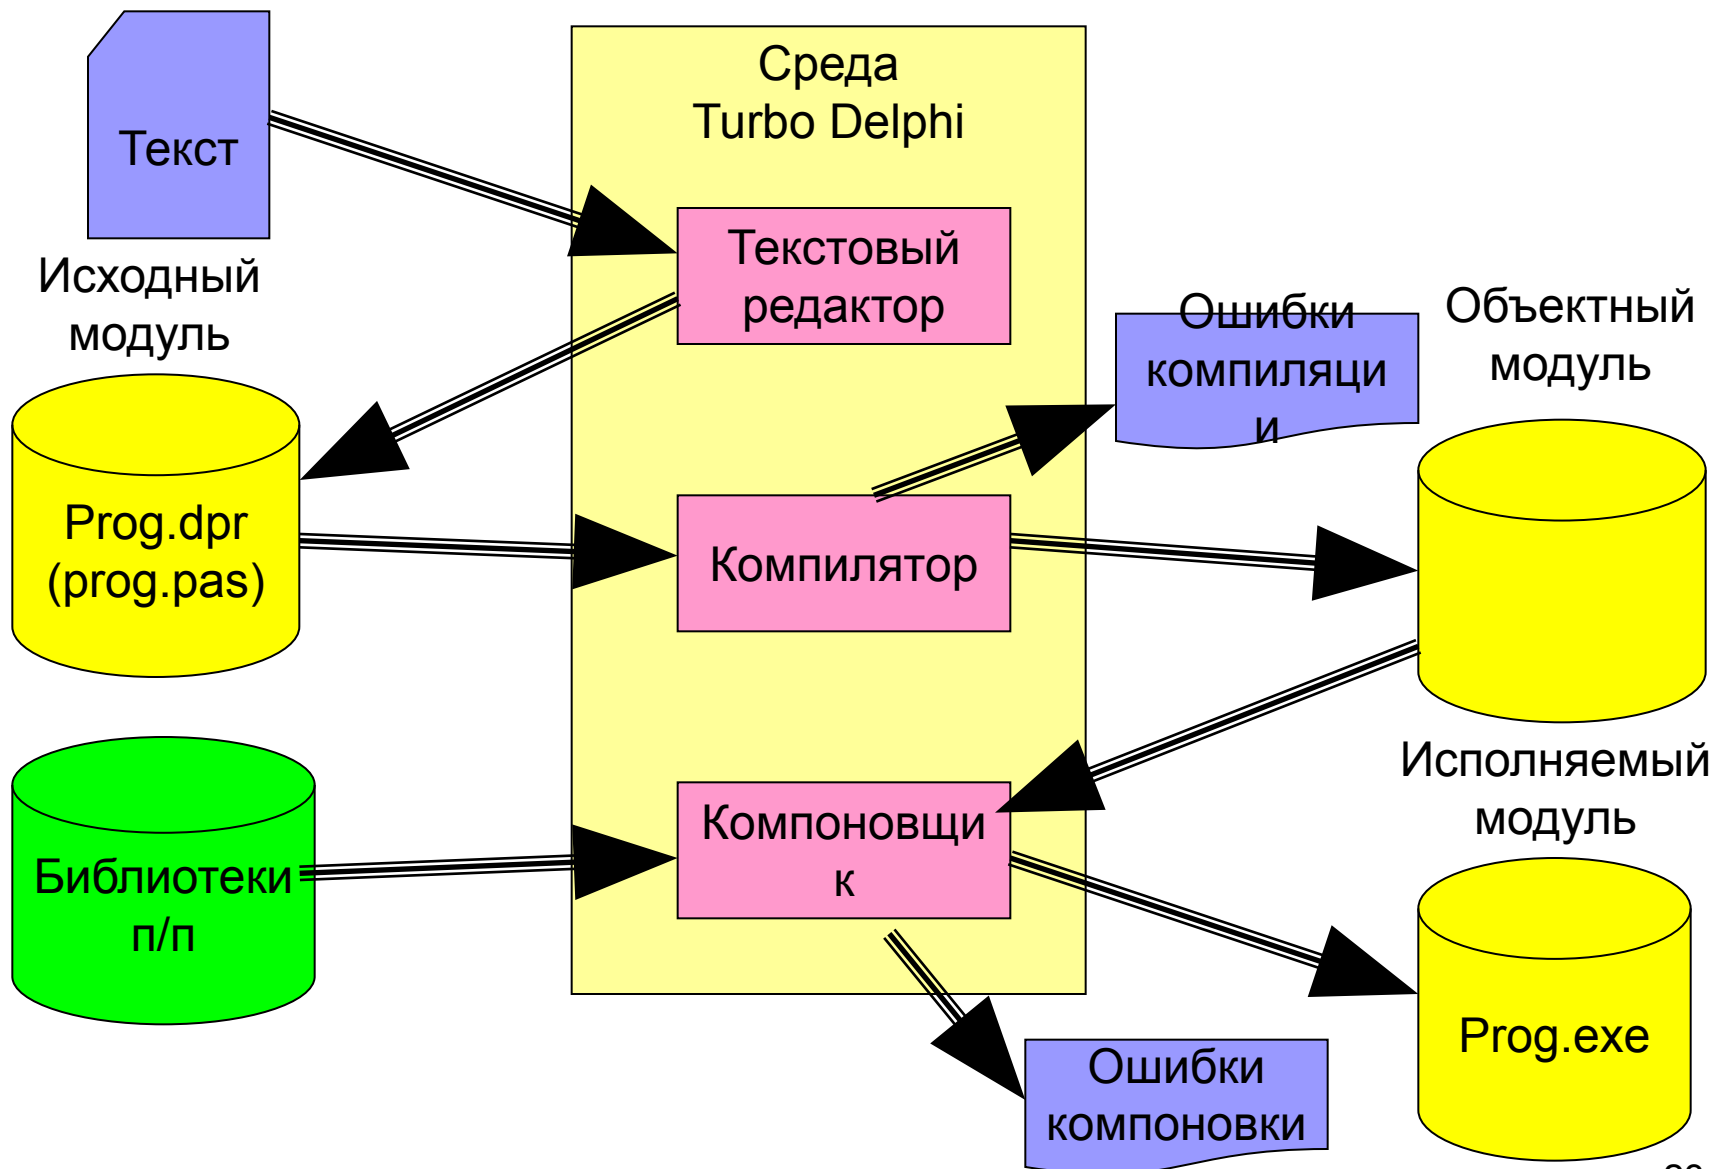 Среда
Turbo Delphi
Текст
Текстовый
редактор
Исходный
модуль
Ошибки
компиляци
и
Объектный
модуль
Prog.dpr
(prog.pas)
Компилятор
Библиотеки
п/п
Компоновщи
к
Исполняемый
модуль
Prog.exe
Ошибки
компоновки